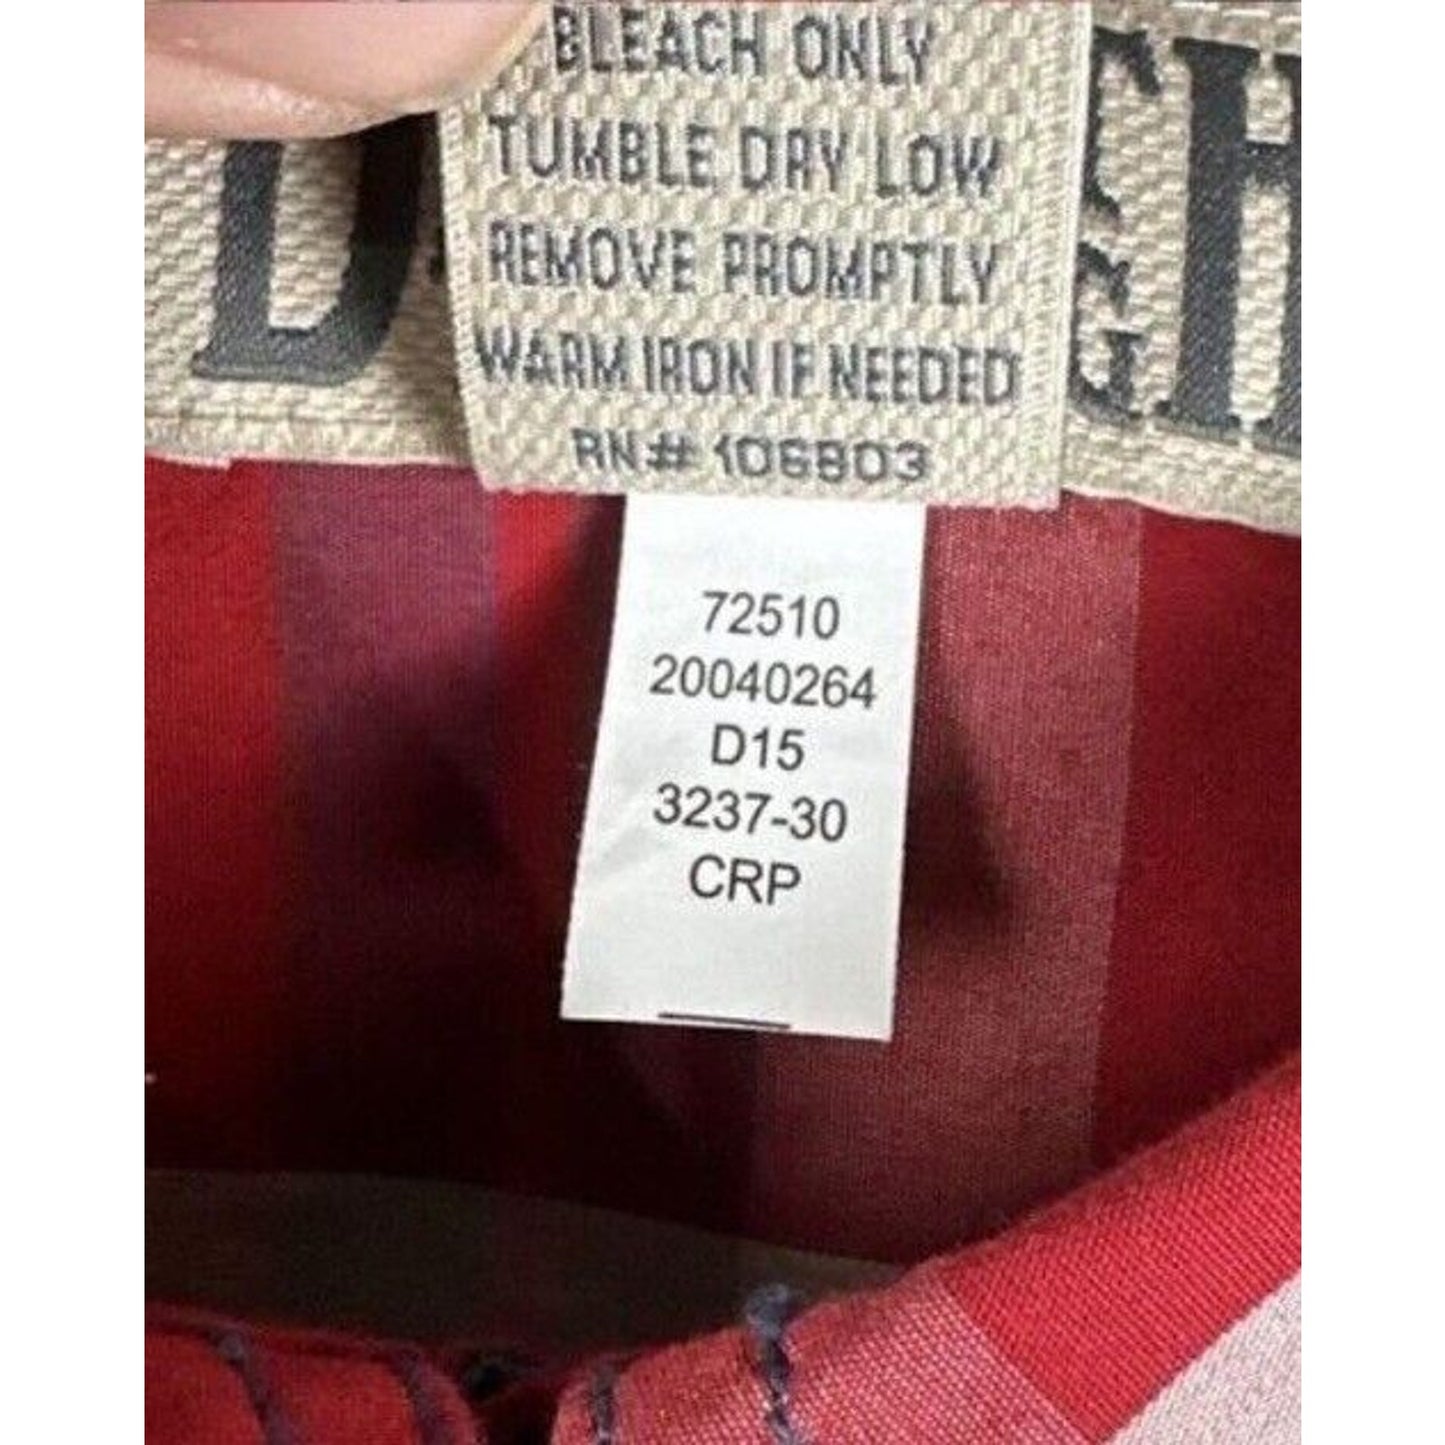 BLEACH ONLY
TUMBLE DRY LOW
REMOVE PROMPTLY
WARM IRON IF NEEDED
RN# 106803
72510
20040264
D15
3237-30
CRP